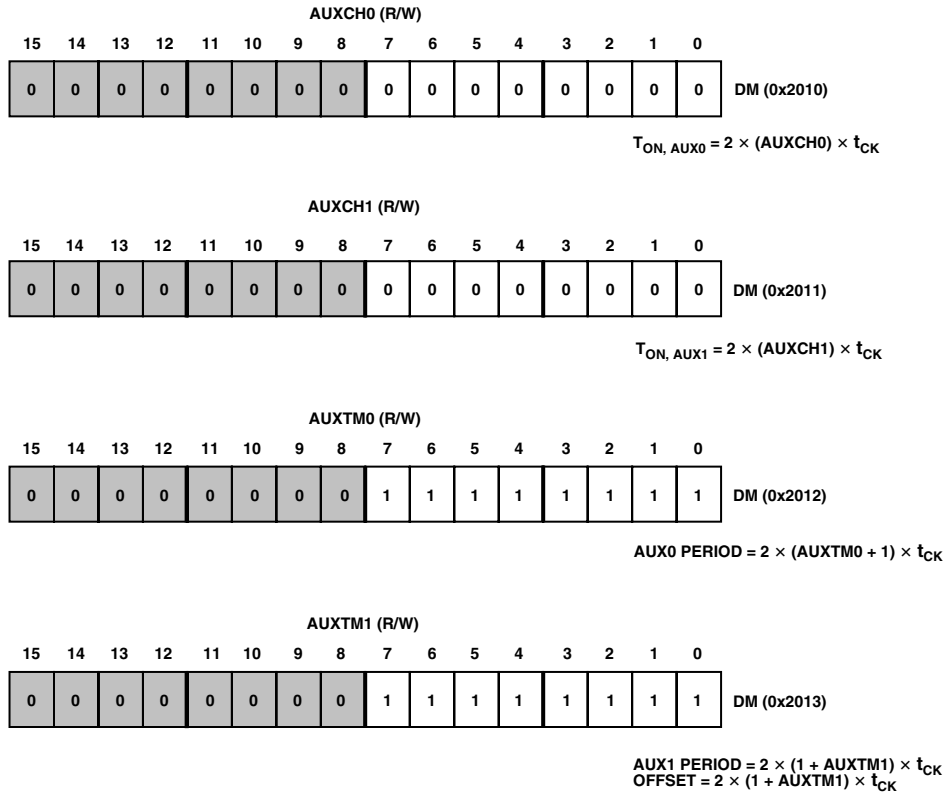 AUXCH0 (R/W)
15 14 13 12 11 10 9 8 7 6 5 4 3 2 1 0
0 0 0 0 0 0 0 0 0 0 0 0 0 0 0 0 DM (0x2010)
T_ON, AUX0 = 2 × (AUXCH0) × t_CK
AUXCH1 (R/W)
15 14 13 12 11 10 9 8 7 6 5 4 3 2 1 0
0 0 0 0 0 0 0 0 0 0 0 0 0 0 0 0 DM (0x2011)
T_ON, AUX1 = 2 × (AUXCH1) × t_CK
AUXTM0 (R/W)
15 14 13 12 11 10 9 8 7 6 5 4 3 2 1 0
0 0 0 0 0 0 0 0 1 1 1 1 1 1 1 1 DM (0x2012)
AUX0 PERIOD = 2 × (AUXTM0 + 1) × t_CK
AUXTM1 (R/W)
15 14 13 12 11 10 9 8 7 6 5 4 3 2 1 0
0 0 0 0 0 0 0 0 1 1 1 1 1 1 1 1 DM (0x2013)
AUX1 PERIOD = 2 × (1 + AUXTM1) × t_CK
OFFSET = 2 × (1 + AUXTM1) × t_CK